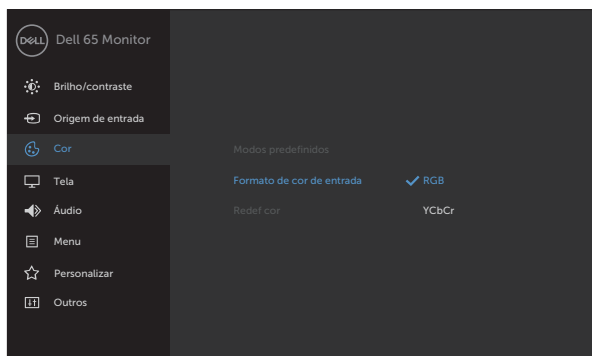 DELL Dell 65 Monitor
Brilho/contraste
Origem de entrada
Cor
Modos predefinidos
Tela
Formato de cor de entrada RGB
Áudio
Redef cor YCbCr
Menu
Personalizar
Outros